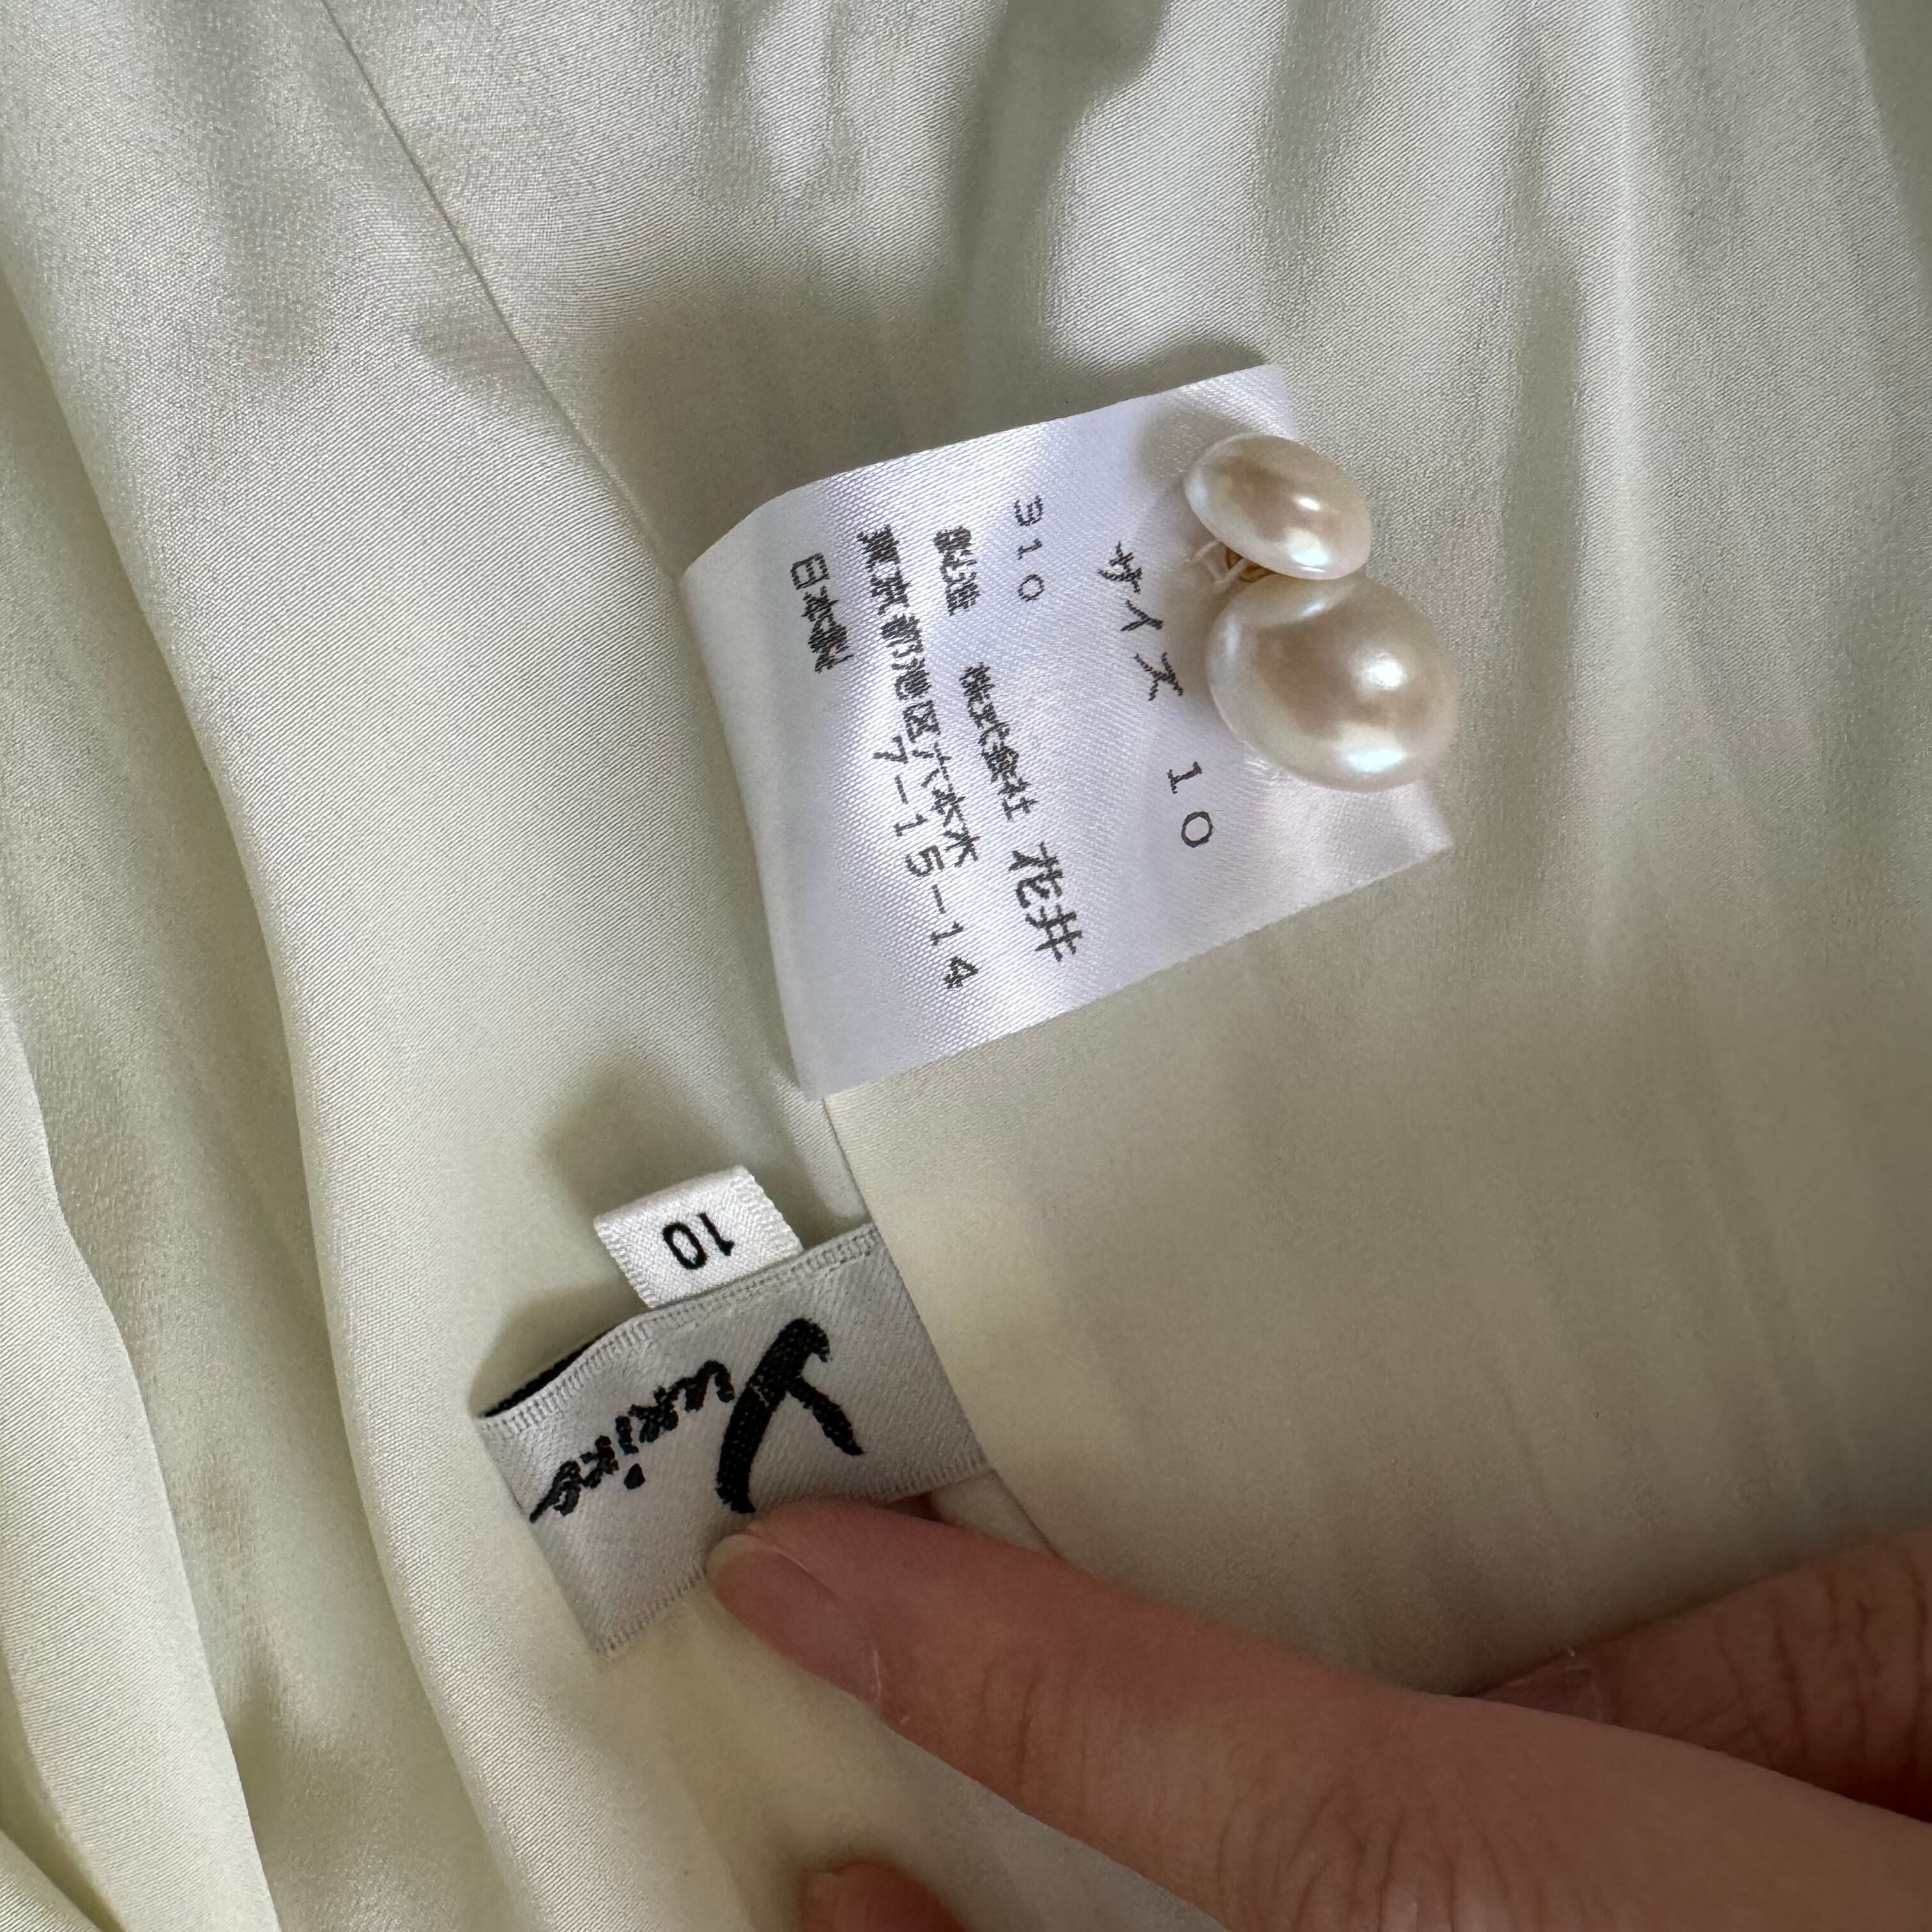 サイズ 10
910
製造 株式会社 花井
東京都港区六本木
7-15-14
日本製
10
Yukiko